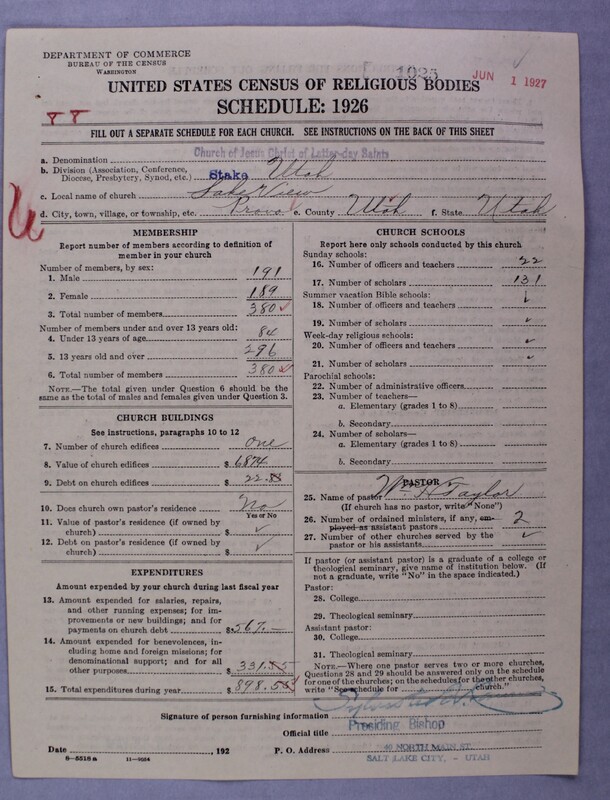 DEPARTMENT OF COMMERCE
BUREAU OF THE CENSUS
WASHINGTON
1925
JUN 1 1927
UNITED STATES CENSUS OF RELIGIOUS BODIES
SCHEDULE: 1926
FILL OUT A SEPARATE SCHEDULE FOR EACH CHURCH. SEE INSTRUCTIONS ON THE BACK OF THIS SHEET
a. Denomination Church of Jesus Christ of Latter-day Saints
b. Division (Association, Conference, Diocese, Presbytery, Synod, etc.) Stake Utah
c. Local name of church Lake View
d. City, town, village, or township, etc. Provo e. County Utah f. State Utah
MEMBERSHIP
Report number of members according to definition of
member in your church
Number of members, by sex:
1. Male 191
2. Female 189
3. Total number of members 380
Number of members under and over 13 years old:
4. Under 13 years of age 84
5. 13 years old and over 296
6. Total number of members 380
NOTE.—The total given under Question 6 should be the
same as the total of males and females given under Question 3.
CHURCH BUILDINGS
See instructions, paragraphs 10 to 12
7. Number of church edifices one
8. Value of church edifices $ 6874
9. Debt on church edifices $ 22.
10. Does church own pastor's residence No
Yes or No
11. Value of pastor's residence (if owned by
church) $ ✓
12. Debt on pastor's residence (if owned by
church) $ ✓
EXPENDITURES
Amount expended by your church during last fiscal year
13. Amount expended for salaries, repairs,
and other running expenses; for im-
provements or new buildings; and for
payments on church debt $ 567.—
14. Amount expended for benevolences, in-
cluding home and foreign missions; for
denominational support; and for all
other purposes 331.55
15. Total expenditures during year $ 898.55
CHURCH SCHOOLS
Report here only schools conducted by this church
Sunday schools:
16. Number of officers and teachers 22
17. Number of scholars 131
Summer vacation Bible schools:
18. Number of officers and teachers
19. Number of scholars ✓
Week-day religious schools:
20. Number of officers and teachers ✓
21. Number of scholars ✓
Parochial schools:
22. Number of administrative officers
23. Number of teachers—
a. Elementary (grades 1 to 8)
b. Secondary
24. Number of scholars—
a. Elementary (grades 1 to 8)
b. Secondary
PASTOR
25. Name of pastor Wm H Taylor
(If church has no pastor, write "None")
26. Number of ordained ministers, if any, em-
ployed as assistant pastors 2
27. Number of other churches served by the
pastor or his assistants ✓
If pastor (or assistant pastor) is a graduate of a college or
theological seminary, give name of institution below. (If
not a graduate, write "No" in the space indicated.)
Pastor:
28. College
29. Theological seminary
Assistant pastor:
30. College
31. Theological seminary
NOTE.—Where one pastor serves two or more churches,
Questions 28 and 29 should be answered only on the schedule
for one of the churches; on the schedules for the other churches,
write "See schedule for church."
Signature of person furnishing information
Official title Presiding Bishop
Date , 192 P. O. Address 40 NORTH MAIN ST.
SALT LAKE CITY, - UTAH
8-5518 a 11-9034